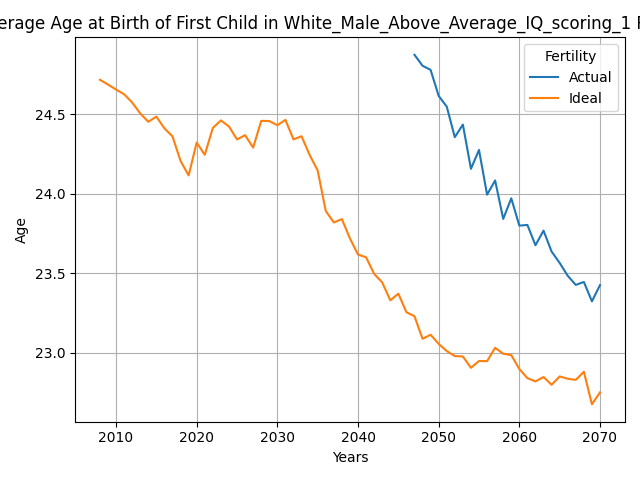 erage Age at Birth of First Child in White_Male_Above_Average_IQ_scoring_1
Fertility
Actual
Ideal
24.5
24.0
23.5
23.0
Age
2010 2020 2030 2040 2050 2060 2070
Years